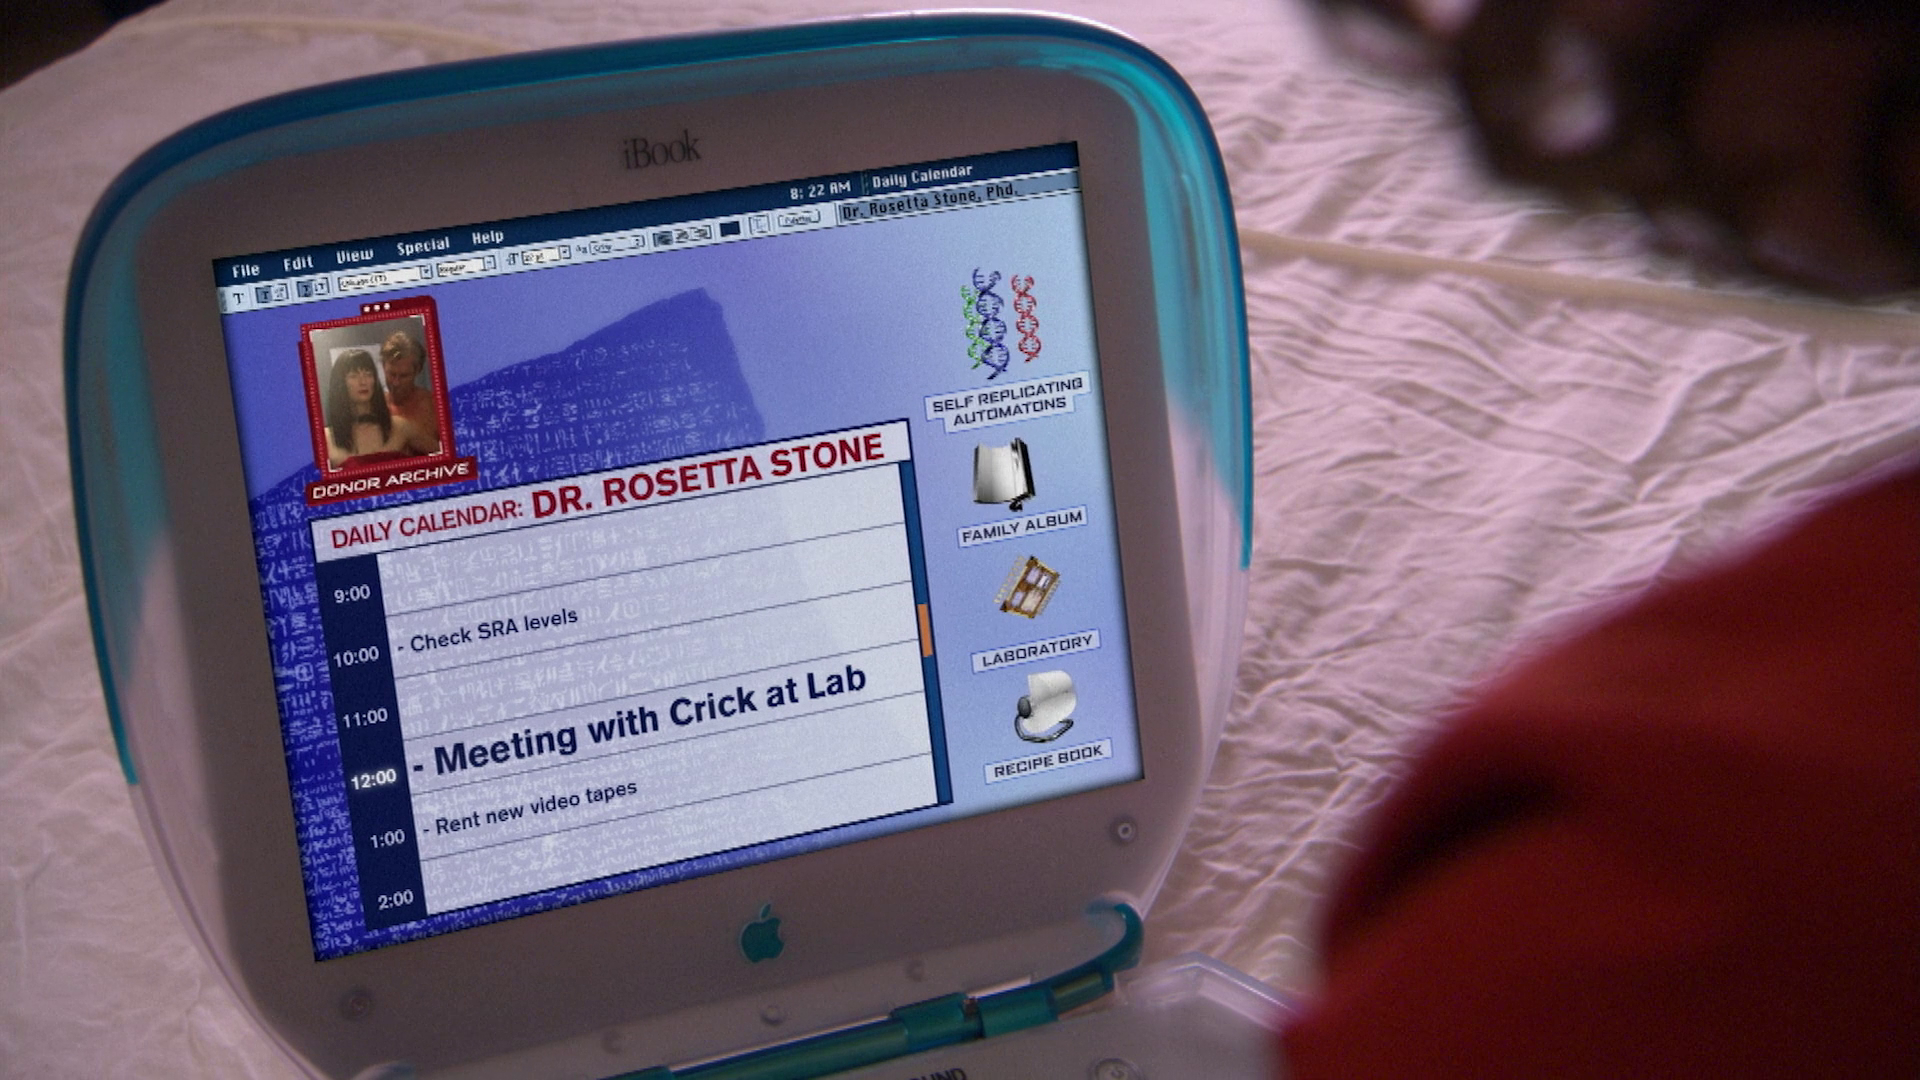 iBook
8:22 AM Daily Calendar
File Edit View Special Help
Dr. Rosetta Stone, Phd.
DONOR ARCHIVE
SELF REPLICATING
AUTOMATONS
FAMILY ALBUM
LABORATORY
RECIPE BOOK
DAILY CALENDAR: DR. ROSETTA STONE
9:00
- Check SRA levels
10:00
11:00
- Meeting with Crick at Lab
12:00
- Rent new video tapes
1:00
2:00